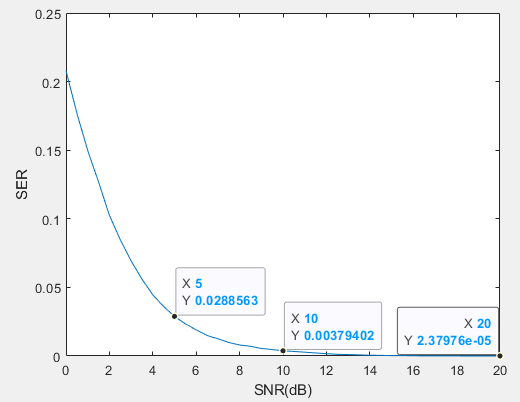 0.25
0.2
0.15
0.1
0.05
0
SER
X 5
Y 0.0288563
X 10
Y 0.00379402
X 20
Y 2.37976e-05
0 2 4 6 8 10 12 14 16 18 20
SNR(dB)